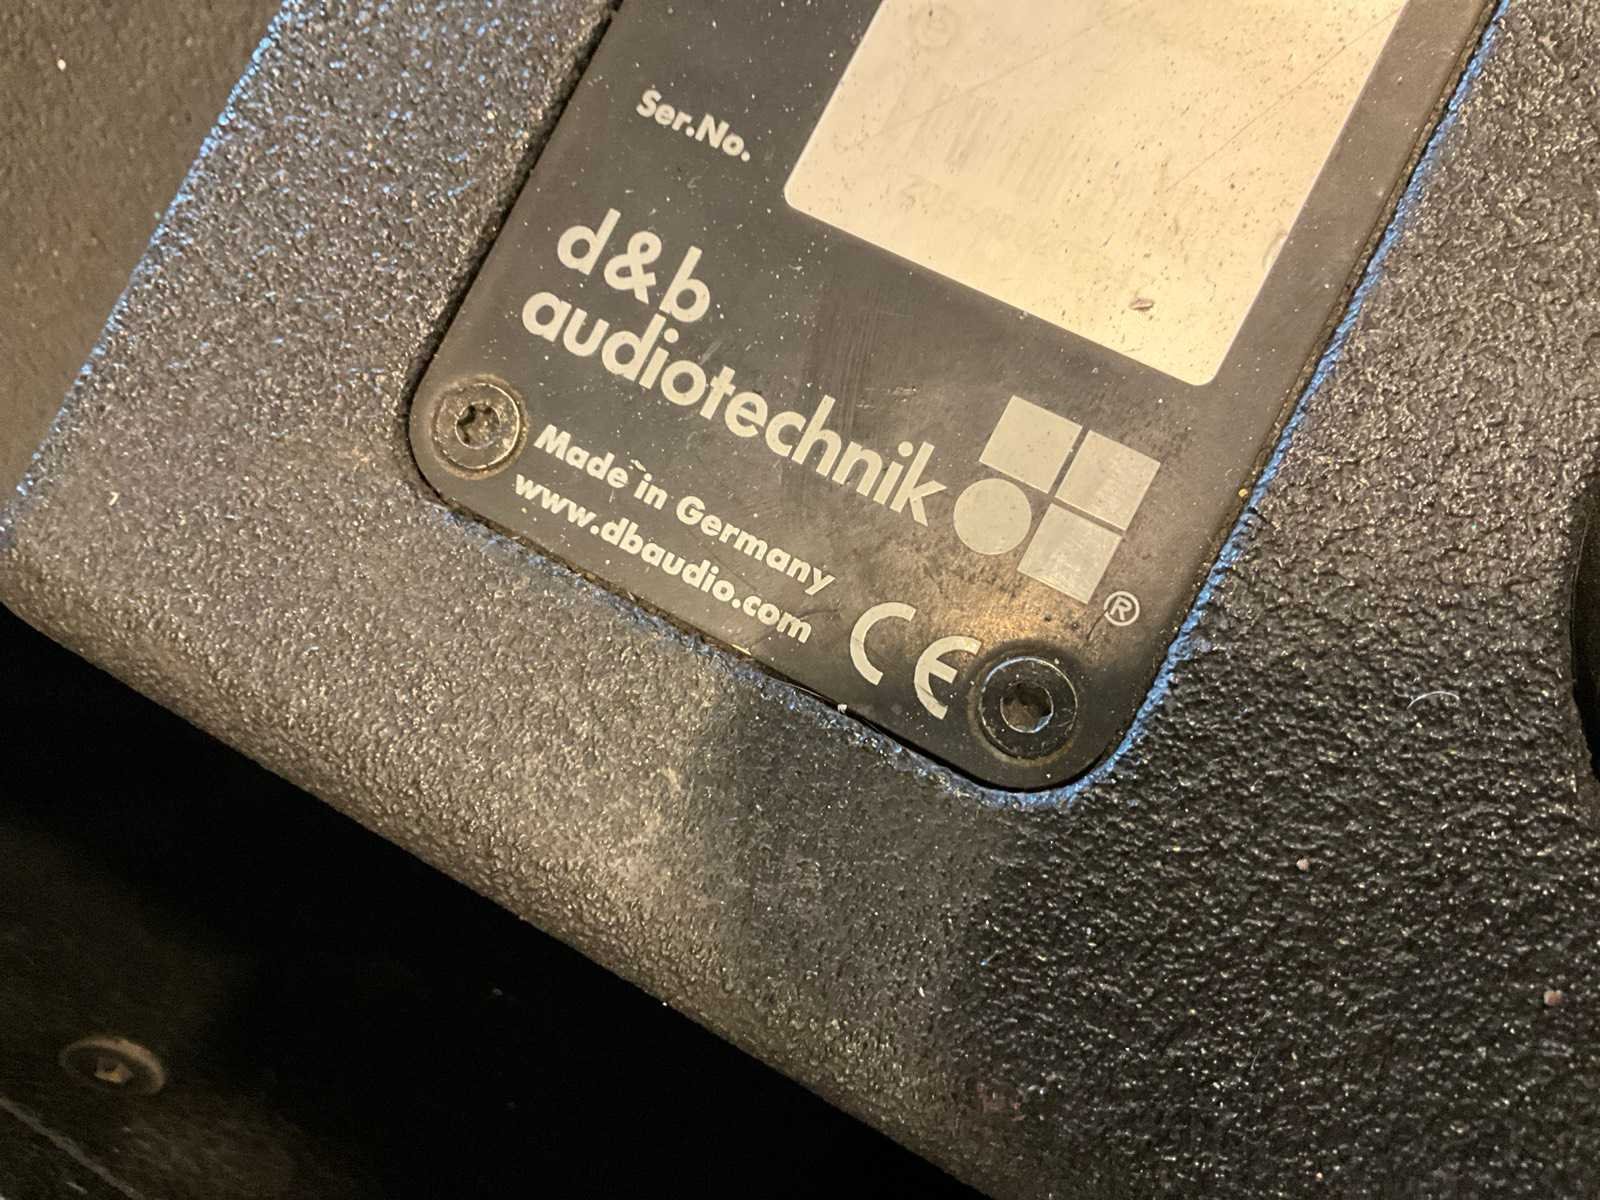 Ser.No.
d&b
audiotechnik
®
Made in Germany
www.dbaudio.com
CE